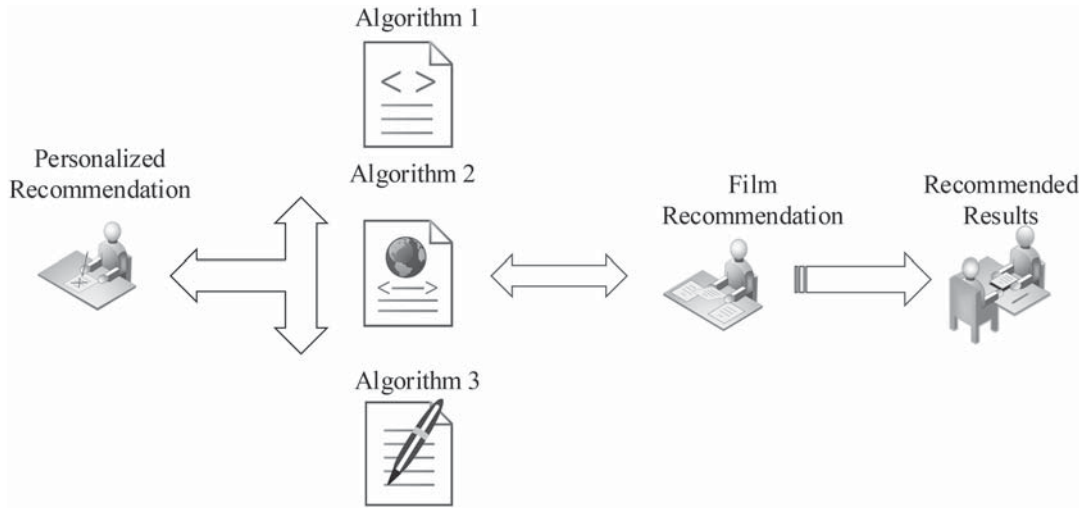 Algorithm 1
Personalized
Recommendation
Algorithm 2
Film
Recommendation
Recommended
Results
Algorithm 3